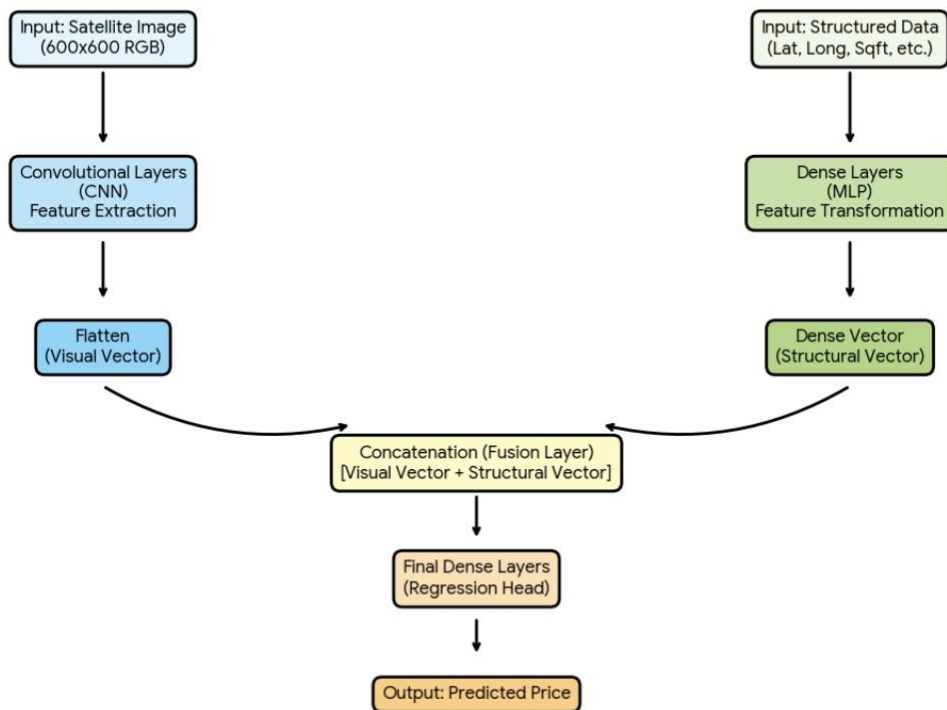 Input: Satellite Image
(600x600 RGB)
Input: Structured Data
(Lat, Long, Sqft, etc.)
Convolutional Layers
(CNN)
Feature Extraction
Dense Layers
(MLP)
Feature Transformation
Flatten
(Visual Vector)
Dense Vector
(Structural Vector)
Concatenation (Fusion Layer)
[Visual Vector + Structural Vector]
Final Dense Layers
(Regression Head)
Output: Predicted Price